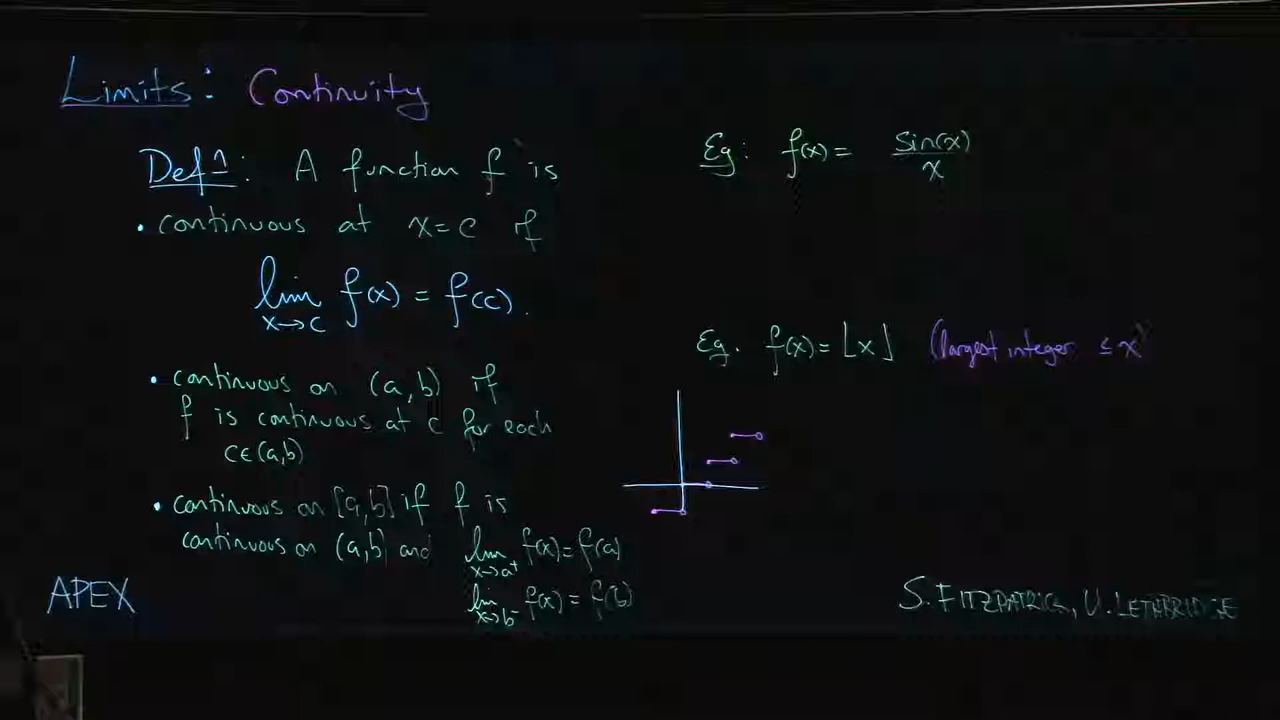 Limits: Continuity
Defn: A function f is
• continuous at x=c if
lim x→c f(x) = f(c).
• continuous on (a,b) if
f is continuous at c for each
c∈(a,b)
• continuous on [a,b] if f is
continuous on (a,b) and lim x→a⁺ f(x)=f(a)
lim x→b⁻ f(x)=f(b)
Eg: f(x)= sin(x)/x
Eg. f(x)=⌊x⌋ (largest integer ≤x)
APEX
S. FITZPATRICK, U. LETHBRIDGE